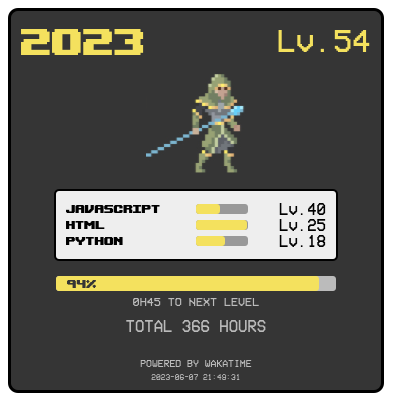 2023 Lv.54
JAVASCRIPT Lv.40
HTML Lv.25
PYTHON Lv.18
94%
0H45 TO NEXT LEVEL
TOTAL 366 HOURS
POWERED BY WAKATIME
2023-06-07 21:49:31